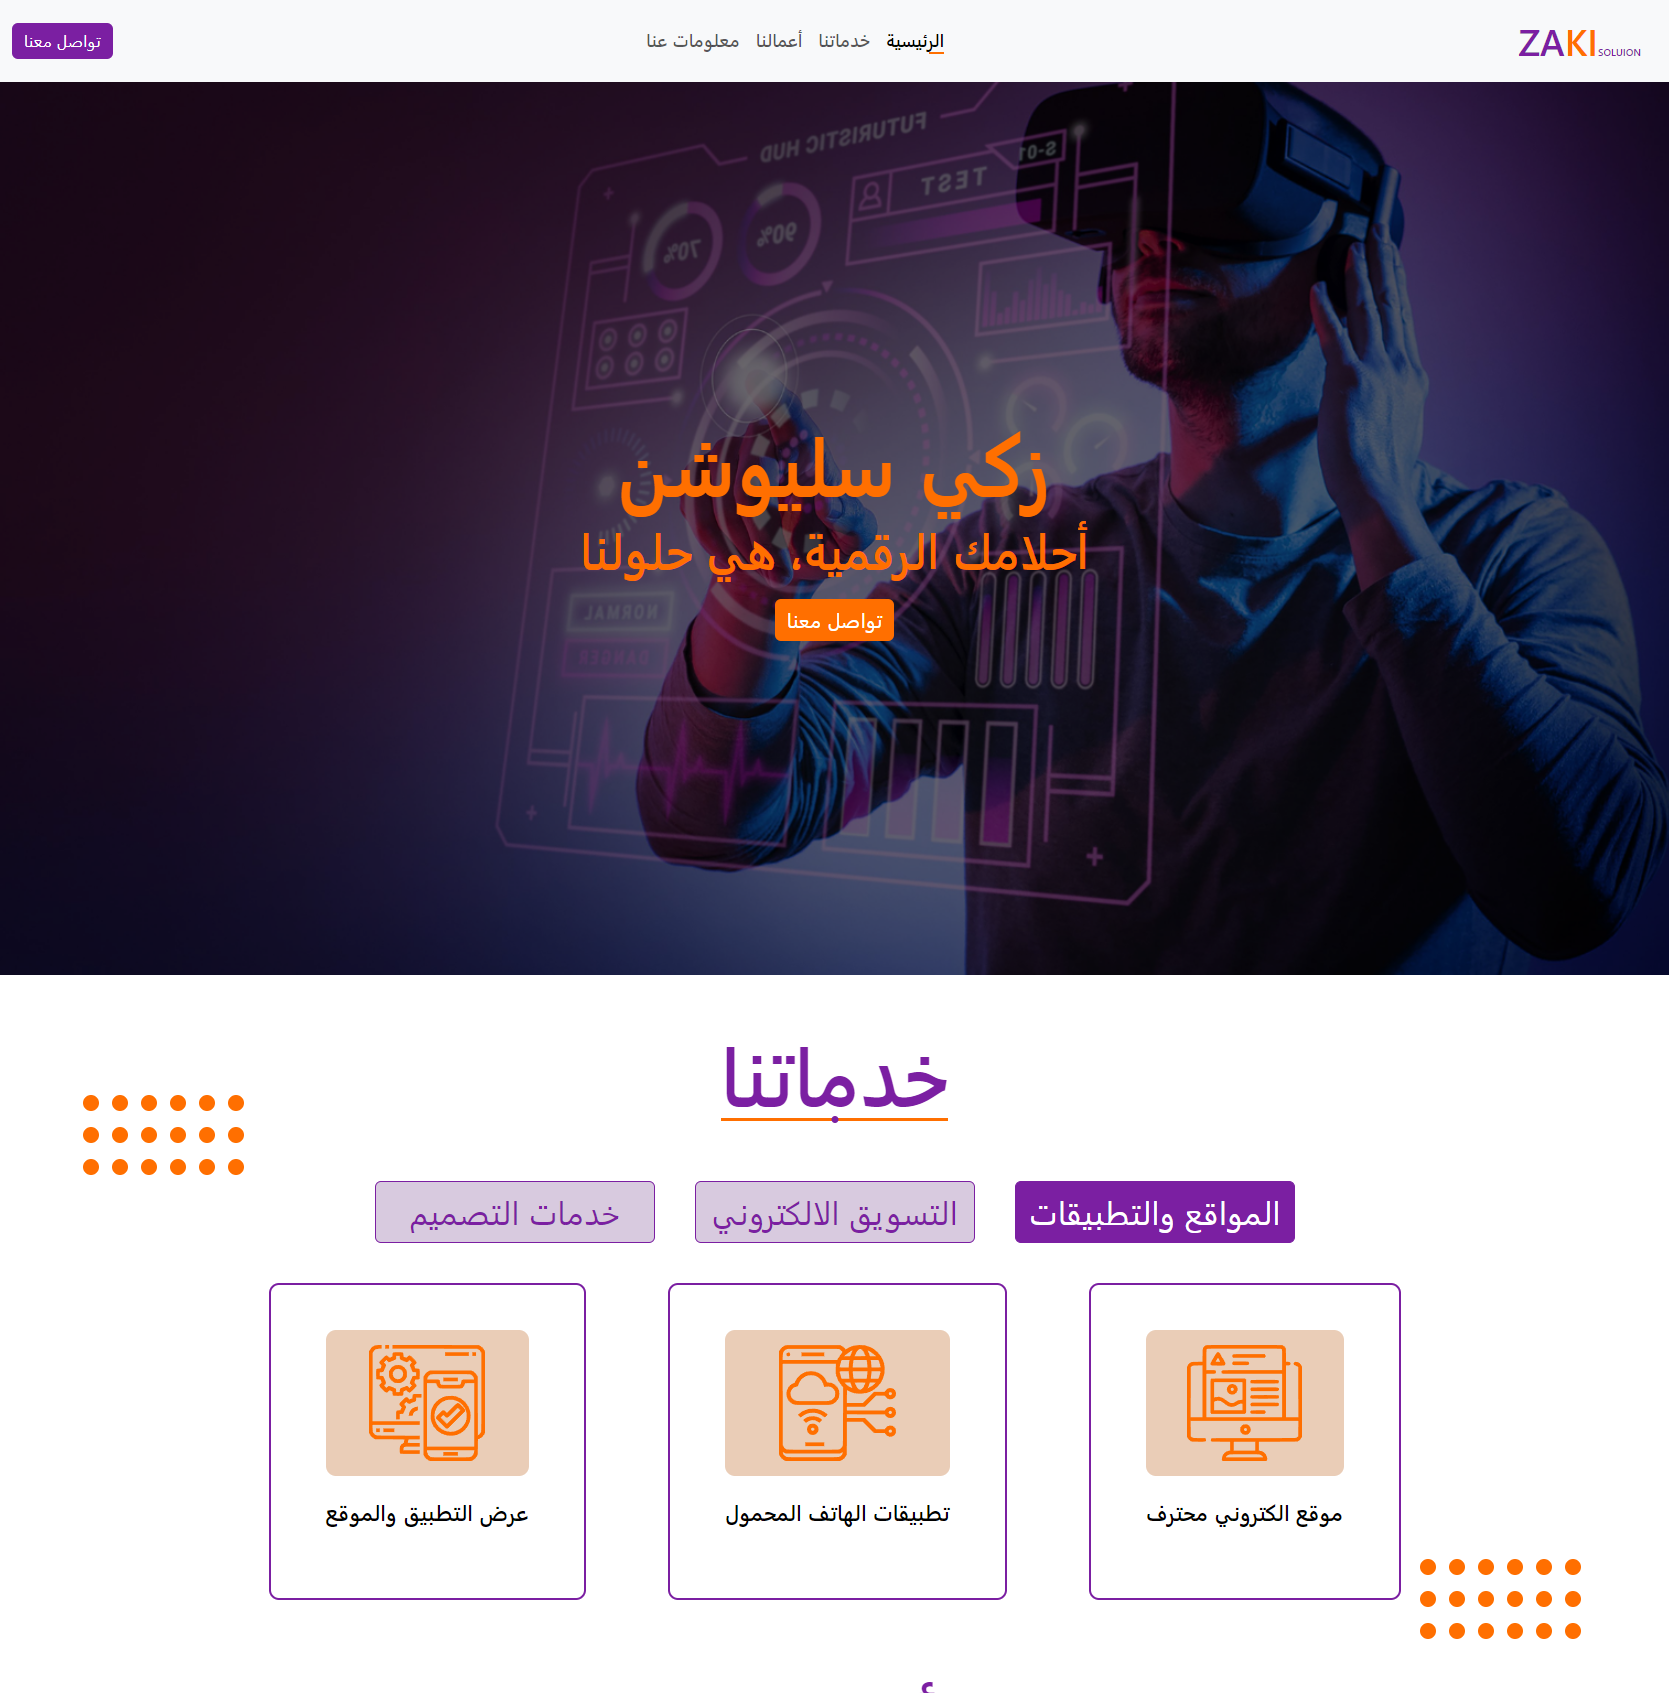 ZAKI SOLUION
الرئيسية خدماتنا أعمالنا معلومات عنا
تواصل معنا
FUTURISTIC HUD
S-01
TEST
90%
70%
زكي سليوشن
أحلامك الرقمية، هي حلولنا
تواصل معنا
NORMAL
DANGER
خدماتنا
المواقع والتطبيقات
التسويق الالكتروني
خدمات التصميم
موقع الكتروني محترف
تطبيقات الهاتف المحمول
عرض التطبيق والموقع